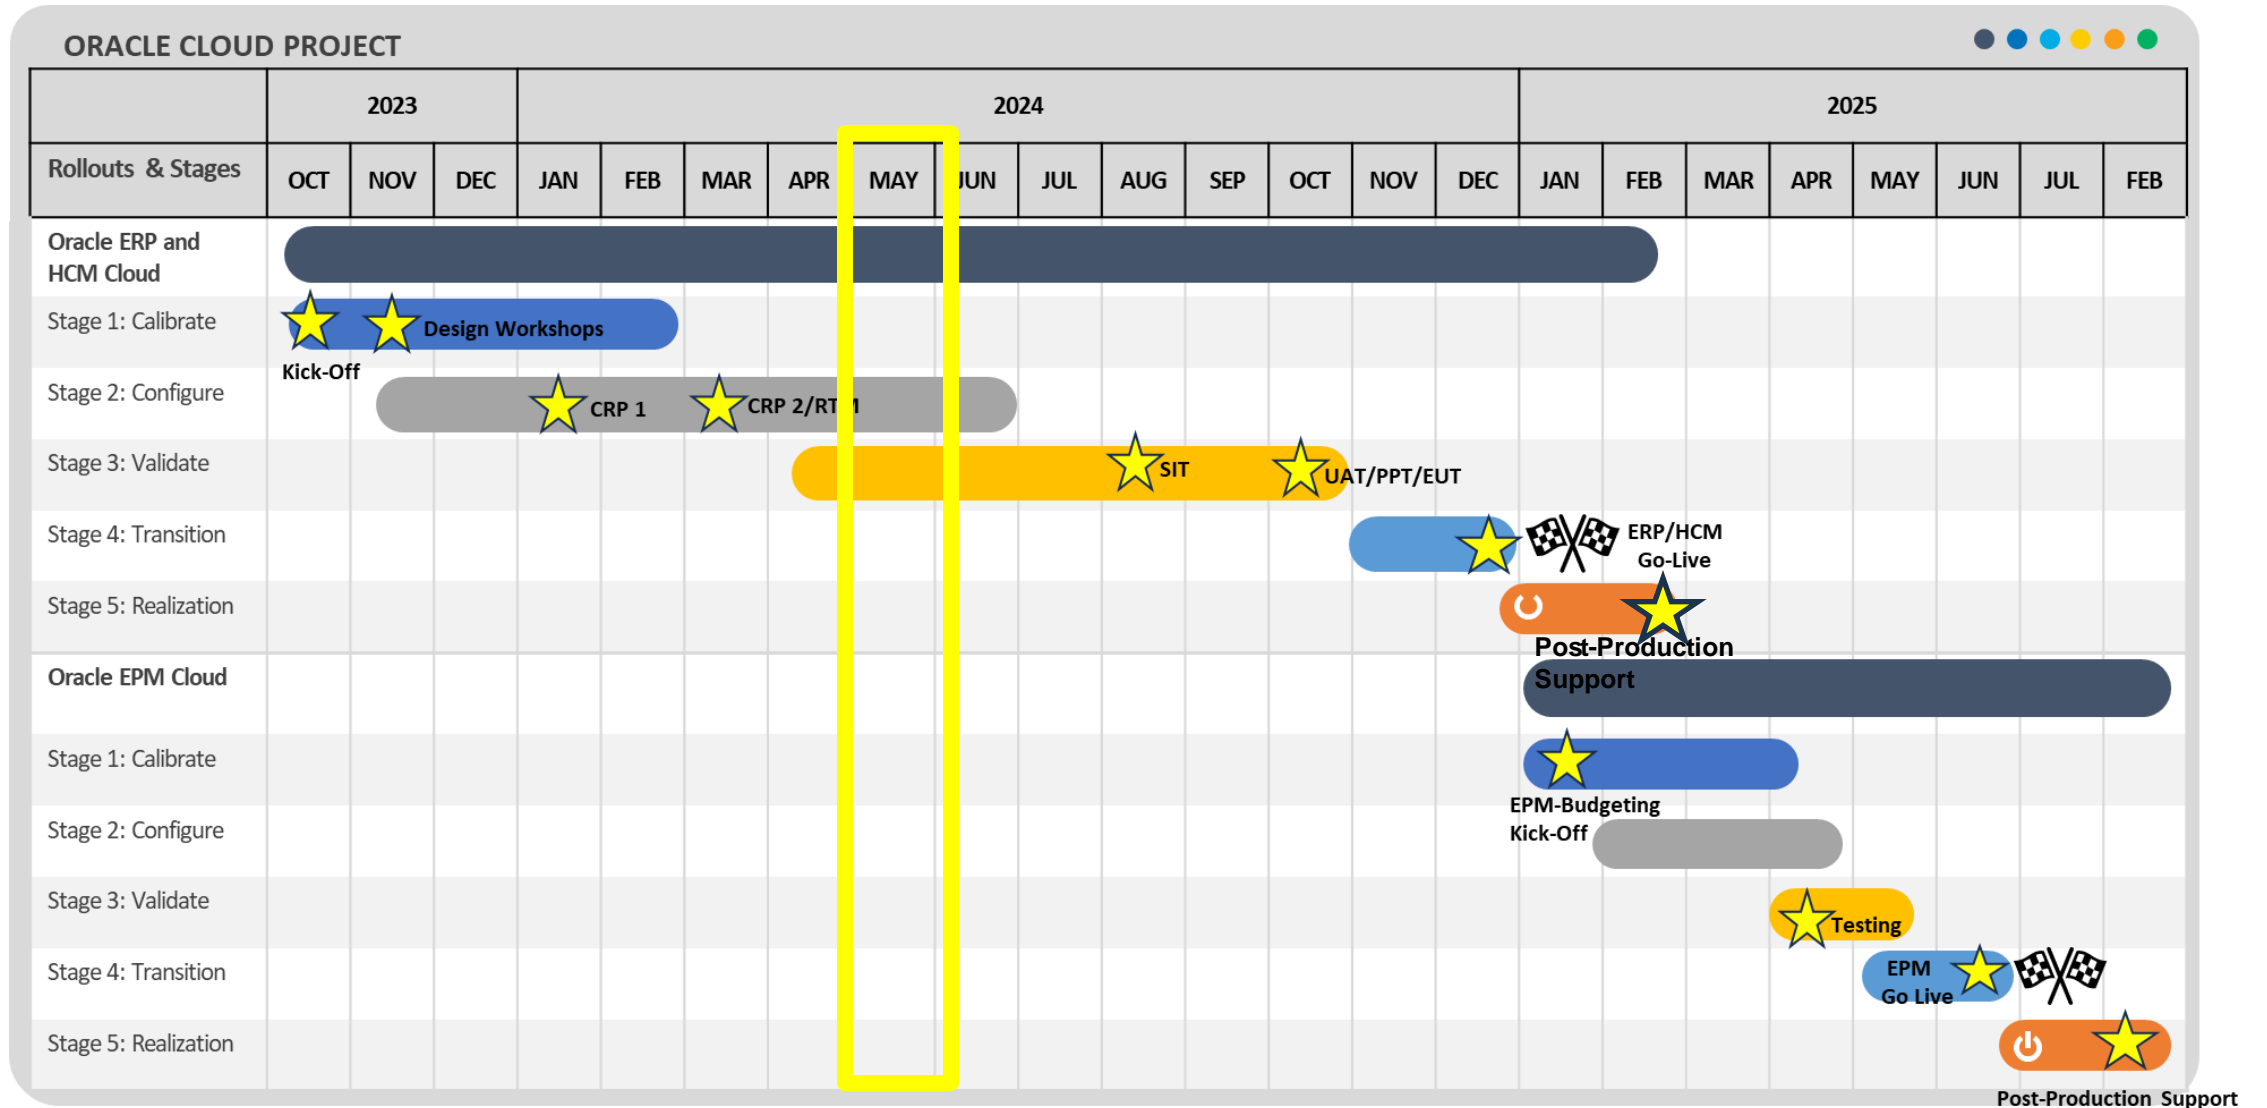 ORACLE CLOUD PROJECT
2023 2024 2025
Rollouts & Stages OCT NOV DEC JAN FEB MAR APR MAY JUN JUL AUG SEP OCT NOV DEC JAN FEB MAR APR MAY JUN JUL FEB
Oracle ERP and
HCM Cloud
Stage 1: Calibrate
Design Workshops
Kick-Off
Stage 2: Configure
CRP 1
CRP 2/RTM
Stage 3: Validate
SIT
UAT/PPT/EUT
Stage 4: Transition
ERP/HCM
Go-Live
Stage 5: Realization
Post-Production
Support
Oracle EPM Cloud
Stage 1: Calibrate
EPM-Budgeting
Kick-Off
Stage 2: Configure
Stage 3: Validate
Testing
Stage 4: Transition
EPM
Go Live
Stage 5: Realization
Post-Production Support